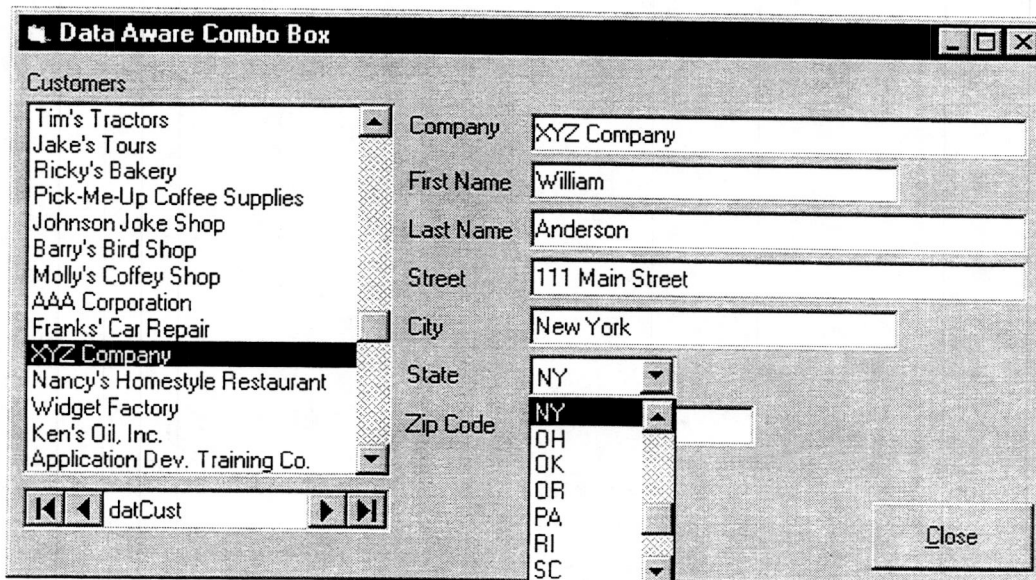 Data Aware Combo Box
Customers
Tim's Tractors
Jake's Tours
Ricky's Bakery
Pick-Me-Up Coffee Supplies
Johnson Joke Shop
Barry's Bird Shop
Molly's Coffey Shop
AAA Corporation
Franks' Car Repair
XYZ Company
Nancy's Homestyle Restaurant
Widget Factory
Ken's Oil, Inc.
Application Dev. Training Co.
datCust
Company XYZ Company
First Name William
Last Name Anderson
Street 111 Main Street
City New York
State NY
Zip Code
NY
OH
OK
OR
PA
RI
SC
Close